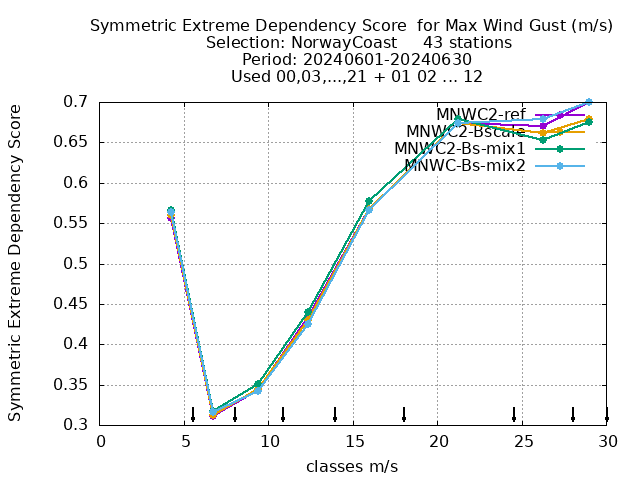 Symmetric Extreme Dependency Score  for Max Wind Gust (m/s)
Selection: NorwayCoast     43 stations
Period: 20240601-20240630
Used 00,03,...,21 + 01 02 ... 12
Symmetric Extreme Dependency Score
0.7
0.65
0.6
0.55
0.5
0.45
0.4
0.35
0.3
MNWC2-ref
MNWC2-Bscale
MNWC2-Bs-mix1
MNWC-Bs-mix2
0 5 10 15 20 25 30
classes m/s